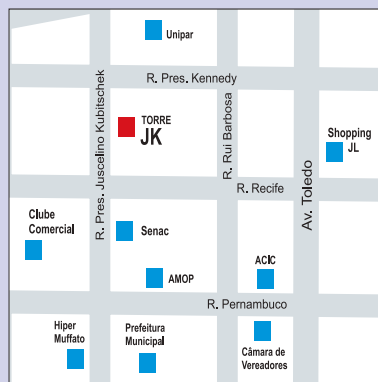 Unipar
R. Pres. Kennedy
R. Pres. Juscelino Kubitschek
TORRE
JK
R. Rui Barbosa
Shopping
JL
R. Recife
Av. Toledo
Clube
Comercial
Senac
AMOP
ACIC
R. Pernambuco
Hiper
Muffato
Prefeitura
Municipal
Câmara de
Vereadores